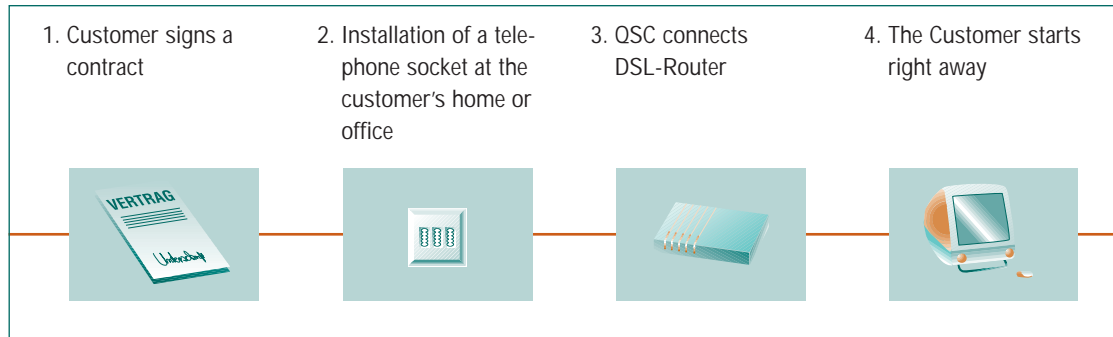 1. Customer signs a
contract
2. Installation of a tele-
phone socket at the
customer's home or
office
3. QSC connects
DSL-Router
4. The Customer starts
right away
VERTRAG
Unterschrift